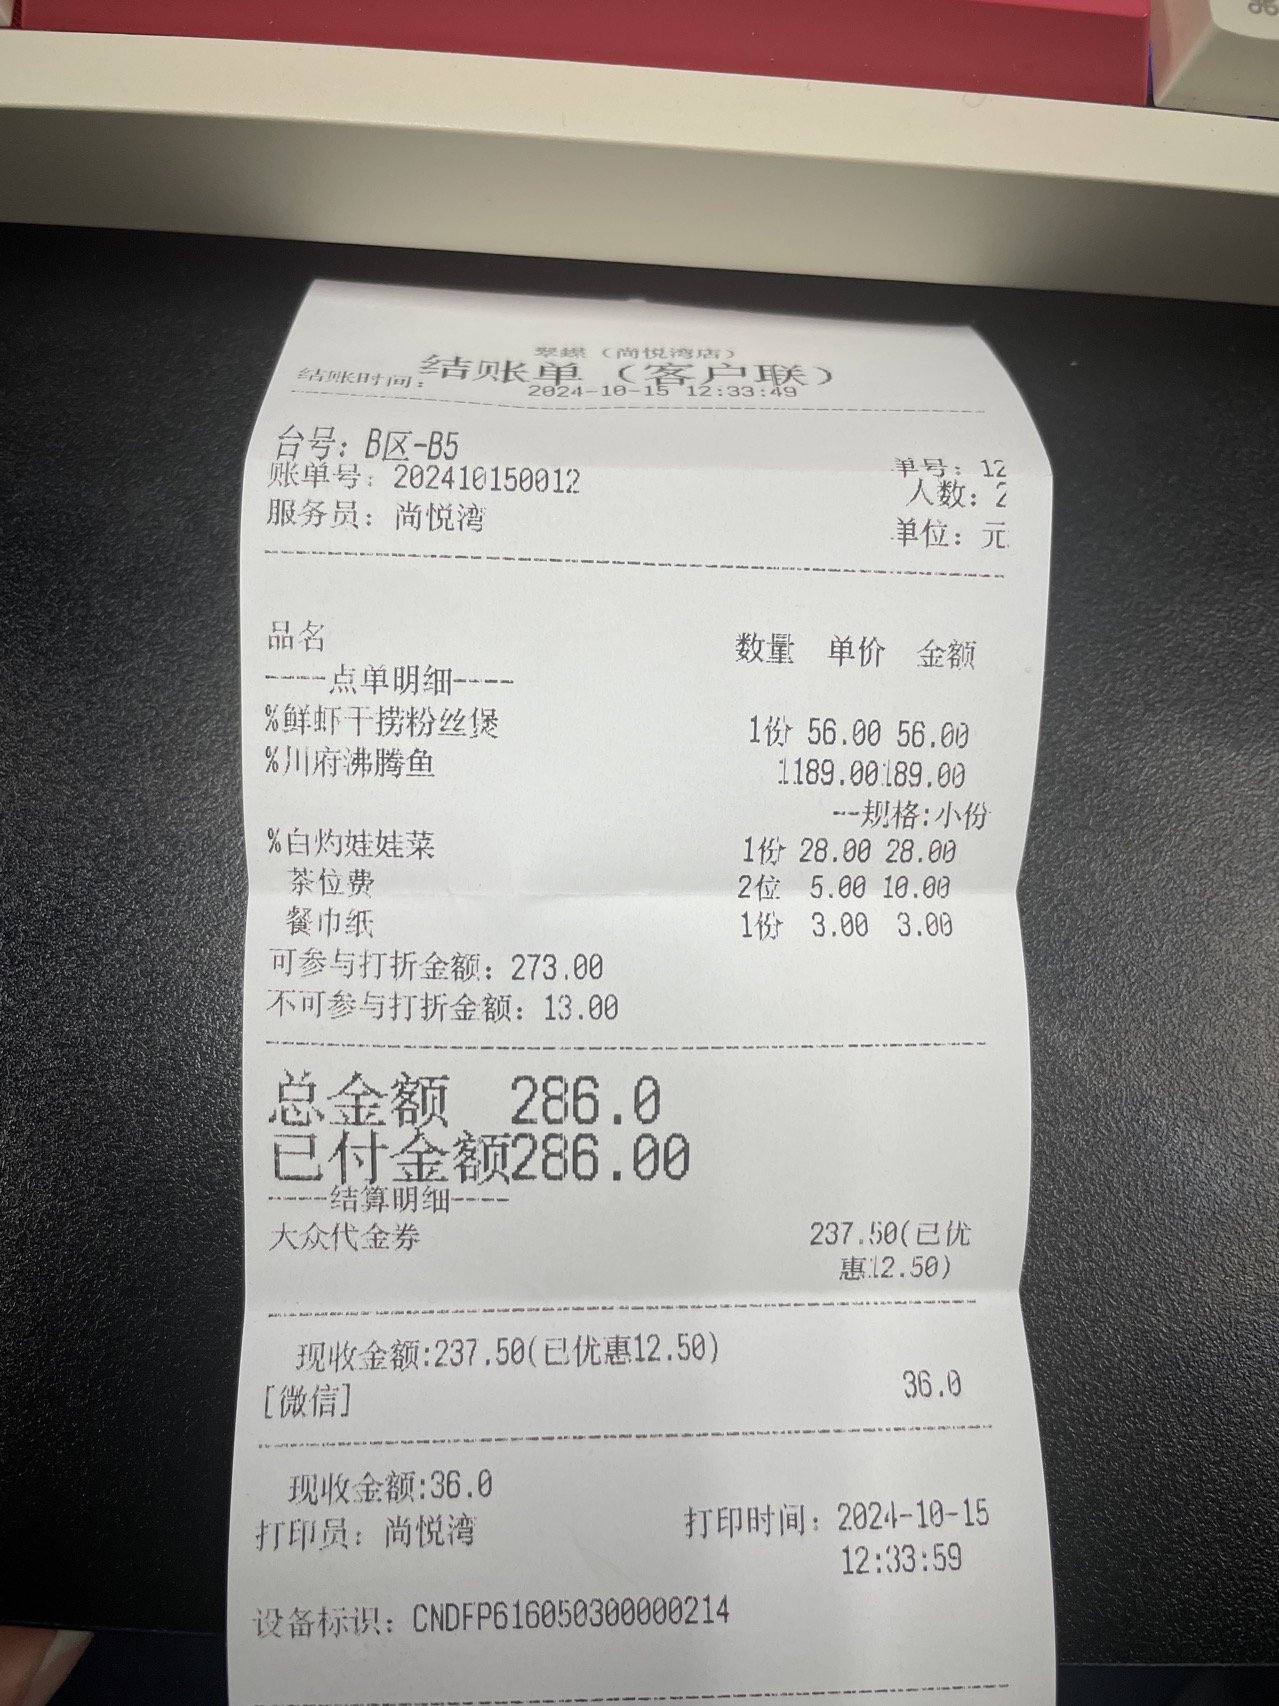 翠蝶（尚悦湾店）
结账单（客户联）
结账时间： 2024-10-15 12:33:49
台号：B区-B5
单号：12
账单号：202410150012
人数：2
服务员：尚悦湾
单位：元
品名 数量 单价 金额
----点单明细----
%鲜虾干捞粉丝煲 1份 56.00 56.00
%川府沸腾鱼 1189.00189.00
--规格:小份
%白灼娃娃菜 1份 28.00 28.00
茶位费 2位 5.00 10.00
餐巾纸 1份 3.00 3.00
可参与打折金额：273.00
不可参与打折金额：13.00
总金额 286.0
已付金额286.00
----结算明细----
大众代金券 237.50(已优
惠12.50)
现收金额:237.50(已优惠12.50)
[微信] 36.0
现收金额:36.0
打印员：尚悦湾 打印时间：2024-10-15
12:33:59
设备标识：CNDFP616050300000214